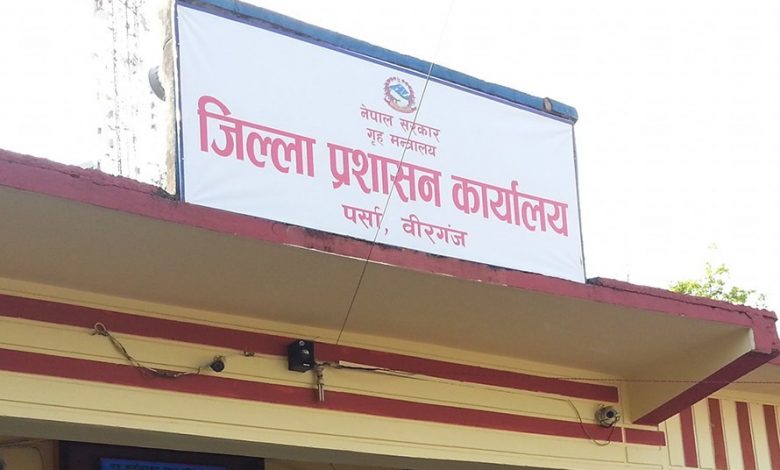 नेपाल सरकार
गृह मन्त्रालय
जिल्ला प्रशासन कार्यालय
पर्सा, वीरगंज